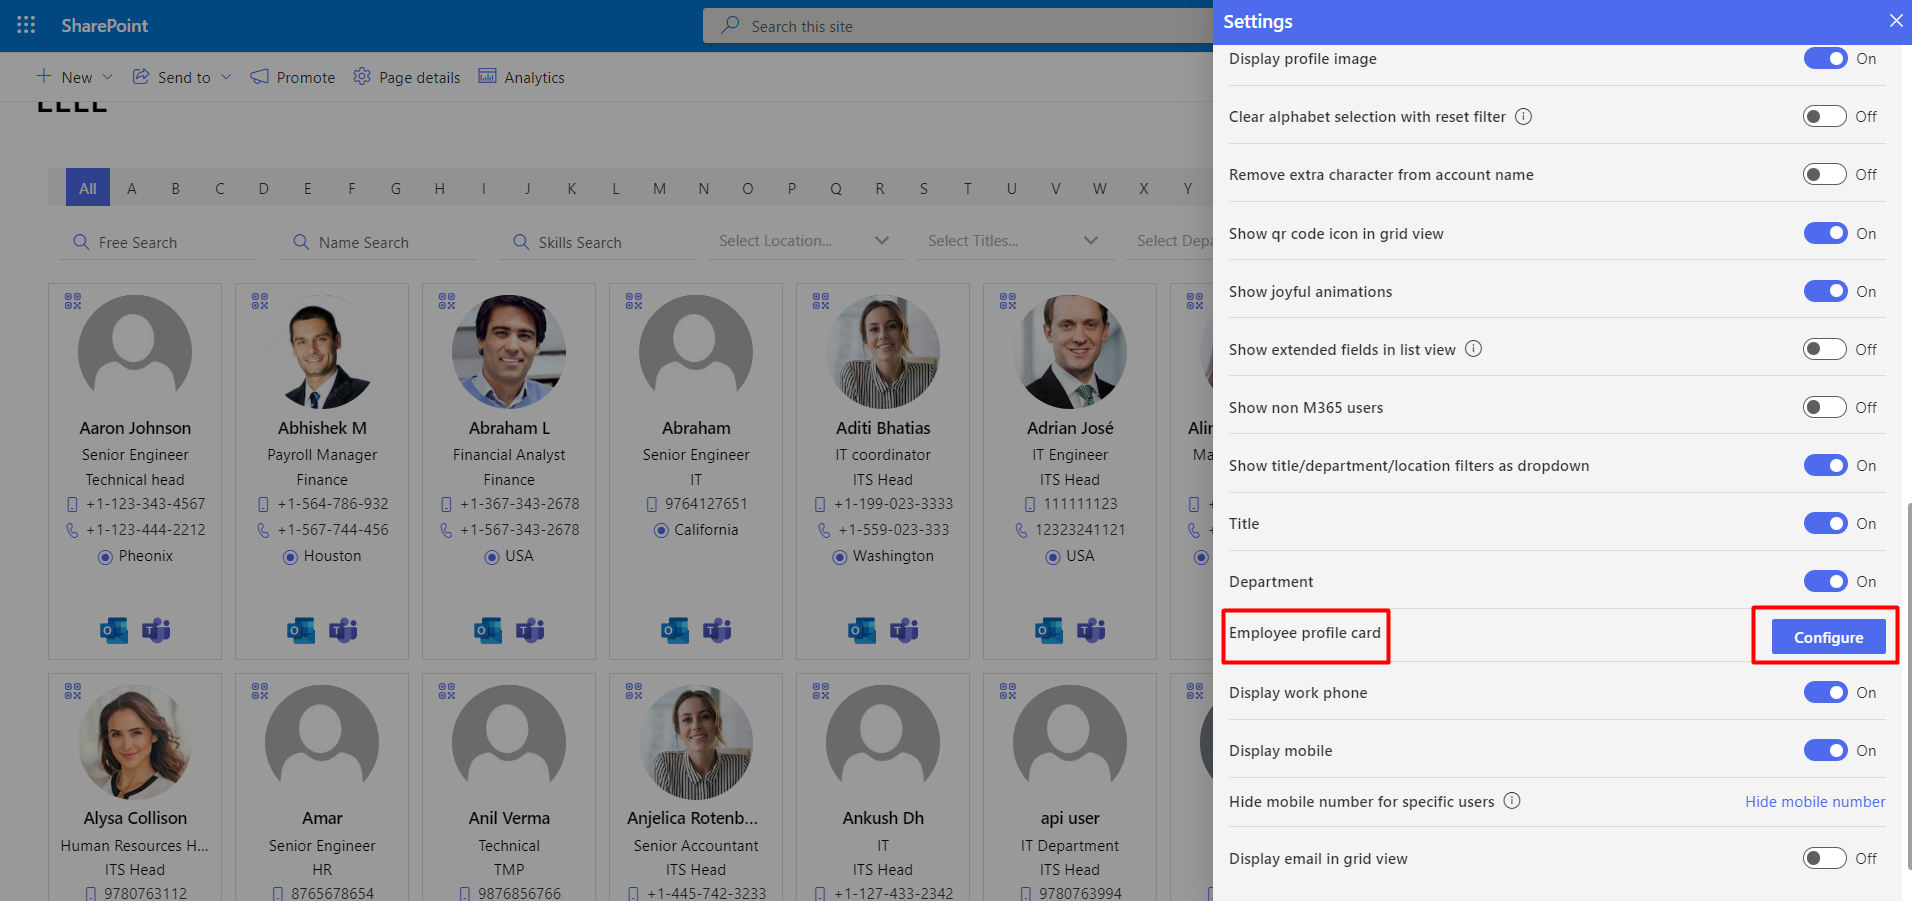 SharePoint
Search this site
New
Send to
Promote
Page details
Analytics
All A B C D E F G H I J K L M N O P Q R S T U V W X Y
Free Search
Name Search
Skills Search
Select Location...
Select Titles...
Select Depa
Aaron Johnson
Senior Engineer
Technical head
+1-123-343-4567
+1-123-444-2212
Pheonix
Abhishek M
Payroll Manager
Finance
+1-564-786-932
+1-567-744-456
Houston
Abraham L
Financial Analyst
Finance
+1-367-343-2678
+1-567-343-2678
USA
Abraham
Senior Engineer
IT
9764127651
California
Aditi Bhatias
IT coordinator
ITS Head
+1-199-023-3333
+1-559-023-333
Washington
Adrian José
IT Engineer
ITS Head
111111123
12323241121
USA
Alin
Ma
+
+
Alysa Collison
Human Resources H...
ITS Head
9780763112
Amar
Senior Engineer
HR
8765678654
Anil Verma
Technical
TMP
9876856766
Anjelica Rotenb...
Senior Accountant
ITS Head
+1-445-742-3233
Ankush Dh
IT
ITS Head
+1-127-433-2342
api user
IT Department
ITS Head
9780763994
Settings
Display profile image On
Clear alphabet selection with reset filter Off
Remove extra character from account name Off
Show qr code icon in grid view On
Show joyful animations On
Show extended fields in list view Off
Show non M365 users Off
Show title/department/location filters as dropdown On
Title On
Department On
Employee profile card Configure
Display work phone On
Display mobile On
Hide mobile number for specific users Hide mobile number
Display email in grid view Off